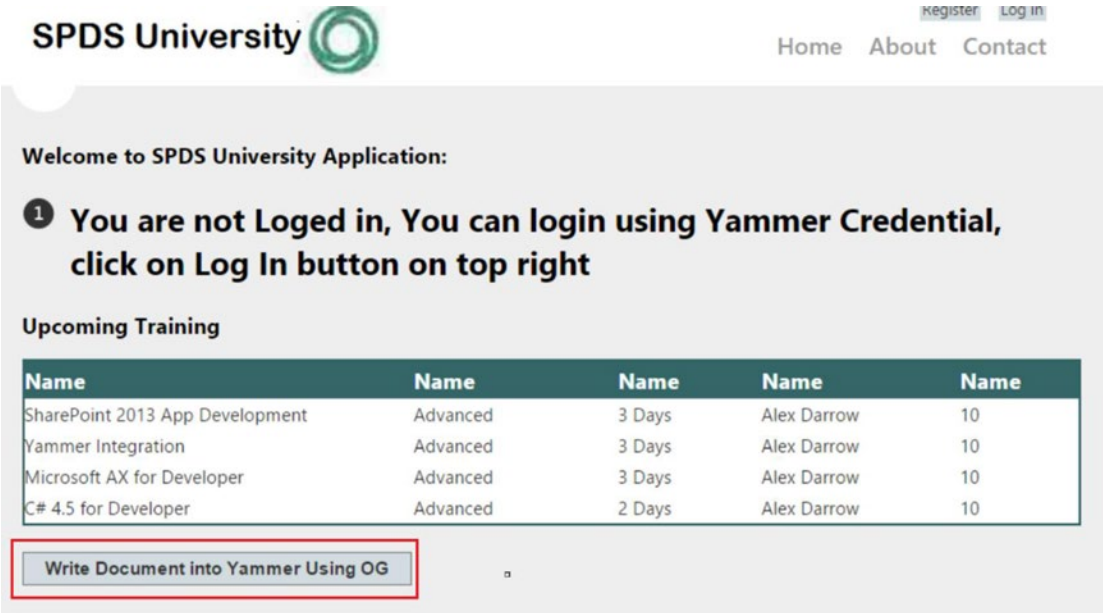 Register Log In
SPDS University
Home About Contact
Welcome to SPDS University Application:
1 You are not Loged in, You can login using Yammer Credential,
click on Log In button on top right
Upcoming Training
Name Name Name Name Name
SharePoint 2013 App Development Advanced 3 Days Alex Darrow 10
Yammer Integration Advanced 3 Days Alex Darrow 10
Microsoft AX for Developer Advanced 3 Days Alex Darrow 10
C# 4.5 for Developer Advanced 2 Days Alex Darrow 10
Write Document into Yammer Using OG